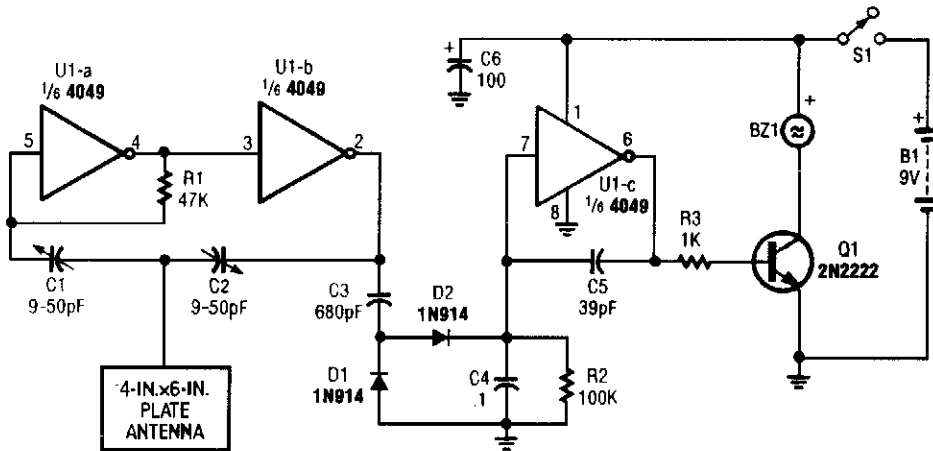 U1-a
1/6 4049
5
4
R1
47K
U1-b
1/6 4049
3
2
C1
9-50pF
C2
9-50pF
4-IN.x6-IN.
PLATE
ANTENNA
C3
680pF
D1
1N914
D2
1N914
C4
.1
R2
100K
+
C6
100
7
1
6
8
U1-c
1/6 4049
C5
39pF
R3
1K
+
BZ1
Q1
2N2222
S1
+
B1
9V